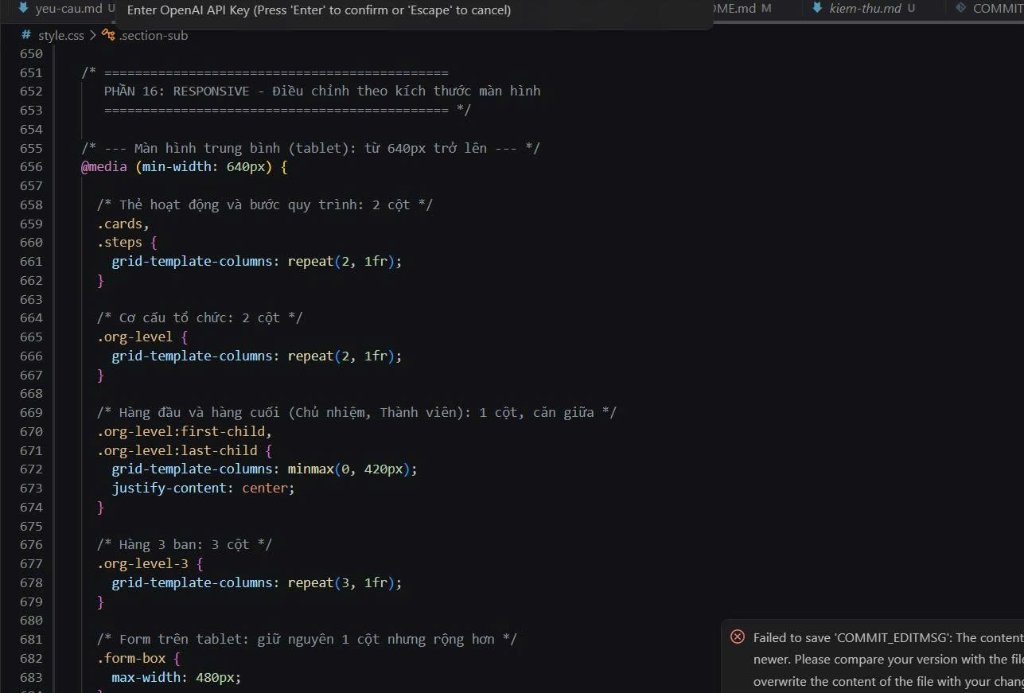 yeu-cau.md U
Enter OpenAI API Key (Press 'Enter' to confirm or 'Escape' to cancel)
OME.md M
kiem-thu.md U
COMMIT
# style.css > .section-sub
650
651 /* =============================================
652 PHẦN 16: RESPONSIVE - Điều chỉnh theo kích thước màn hình
653 ============================================= */
654
655 /* --- Màn hình trung bình (tablet): từ 640px trở lên --- */
656 @media (min-width: 640px) {
657
658 /* Thẻ hoạt động và bước quy trình: 2 cột */
659 .cards,
660 .steps {
661 grid-template-columns: repeat(2, 1fr);
662 }
663
664 /* Cơ cấu tổ chức: 2 cột */
665 .org-level {
666 grid-template-columns: repeat(2, 1fr);
667 }
668
669 /* Hàng đầu và hàng cuối (Chủ nhiệm, Thành viên): 1 cột, căn giữa */
670 .org-level:first-child,
671 .org-level:last-child {
672 grid-template-columns: minmax(0, 420px);
673 justify-content: center;
674 }
675
676 /* Hàng 3 ban: 3 cột */
677 .org-level-3 {
678 grid-template-columns: repeat(3, 1fr);
679 }
680
681 /* Form trên tablet: giữ nguyên 1 cột nhưng rộng hơn */
682 .form-box {
683 max-width: 480px;
Failed to save 'COMMIT_EDITMSG': The content
newer. Please compare your version with the file
overwrite the content of the file with your chang